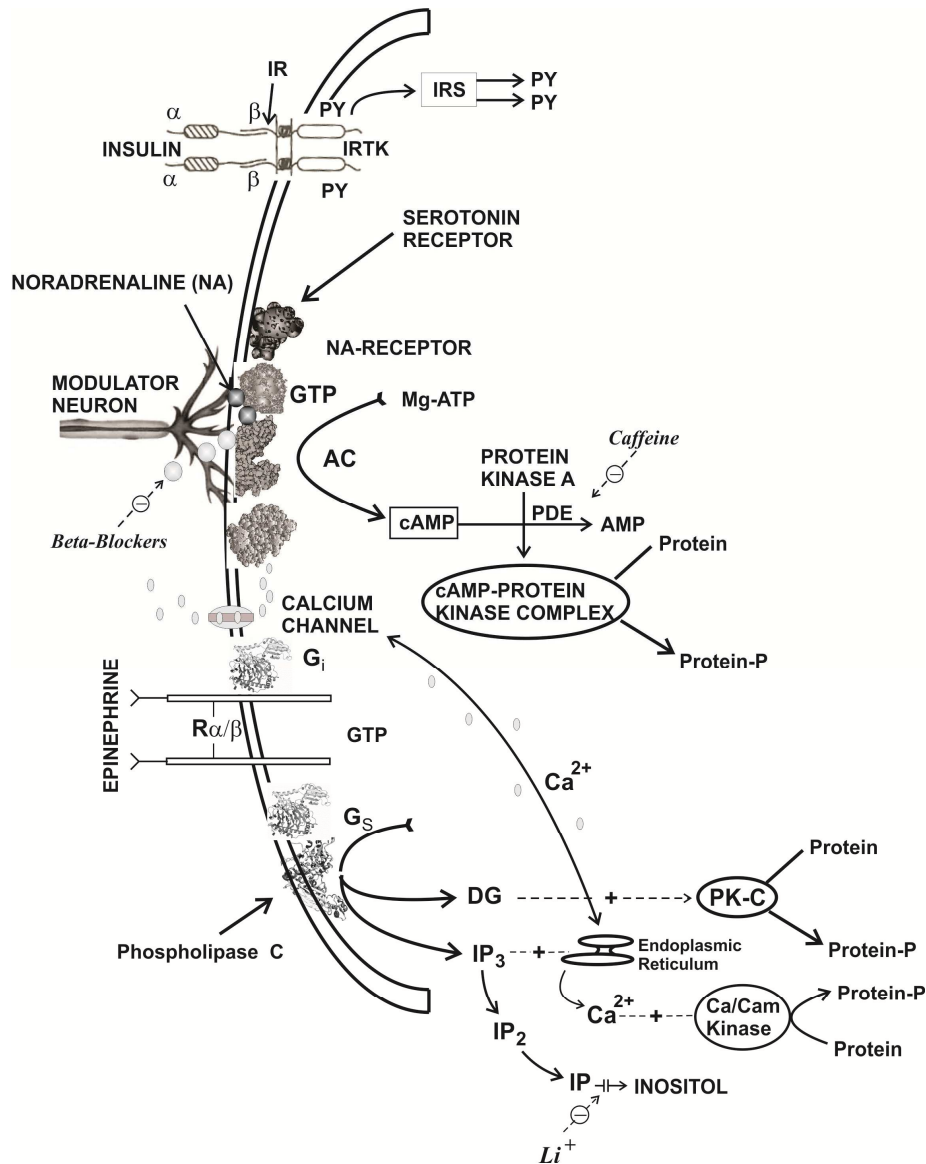 IR
IRS
PY
PY
α
β
PY
INSULIN
IRTK
α
β
PY
SEROTONIN
RECEPTOR
NORADRENALINE (NA)
NA-RECEPTOR
MODULATOR
NEURON
GTP
Mg-ATP
AC
Caffeine
PROTEIN
KINASE A
PDE
cAMP
AMP
Beta-Blockers
Protein
cAMP-PROTEIN
KINASE COMPLEX
Protein-P
CALCIUM
CHANNEL
Gi
EPINEPHRINE
Rα/β
GTP
Ca2+
GS
Protein
DG
+
PK-C
Phospholipase C
Protein-P
IP3
+
Endoplasmic
Reticulum
Protein-P
Ca2+
+
Ca/Cam
Kinase
IP2
Protein
IP
INOSITOL
Li+